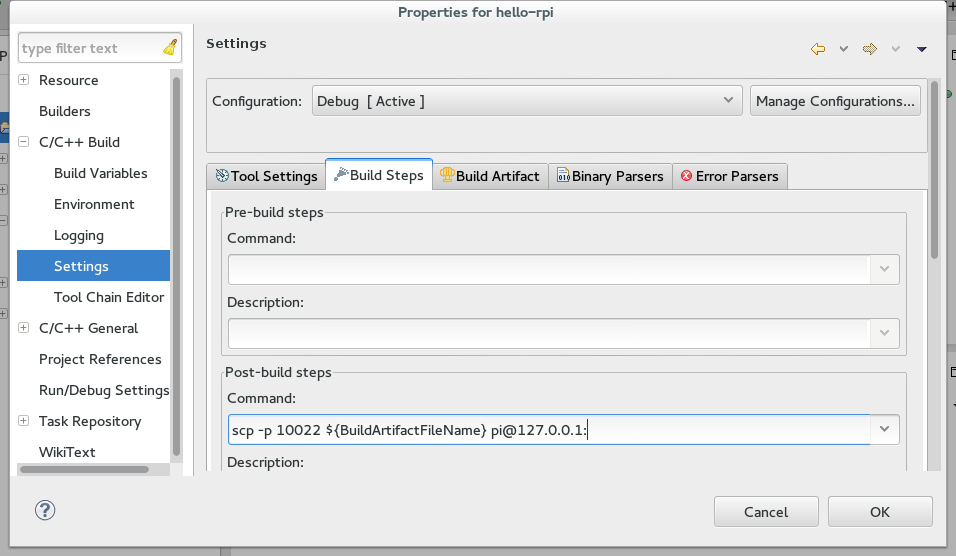 Properties for hello-rpi
type filter text
Resource
Builders
C/C++ Build
Build Variables
Environment
Logging
Settings
Tool Chain Editor
C/C++ General
Project References
Run/Debug Settings
Task Repository
WikiText
Settings
Configuration: Debug [ Active ] Manage Configurations...
Tool Settings Build Steps Build Artifact Binary Parsers Error Parsers
Pre-build steps
Command:
Description:
Post-build steps
Command:
scp -p 10022 ${BuildArtifactFileName} pi@127.0.0.1:
Description:
Cancel OK